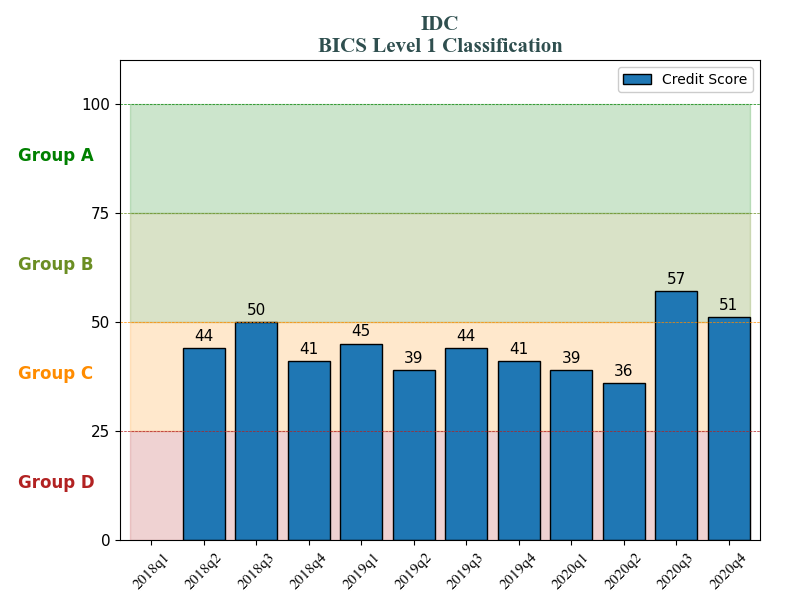 IDC
BICS Level 1 Classification
Credit Score
100
Group A
75
Group B
50
Group C
25
Group D
0
44
50
41
45
39
44
41
39
36
57
51
2018q1
2018q2
2018q3
2018q4
2019q1
2019q2
2019q3
2019q4
2020q1
2020q2
2020q3
2020q4